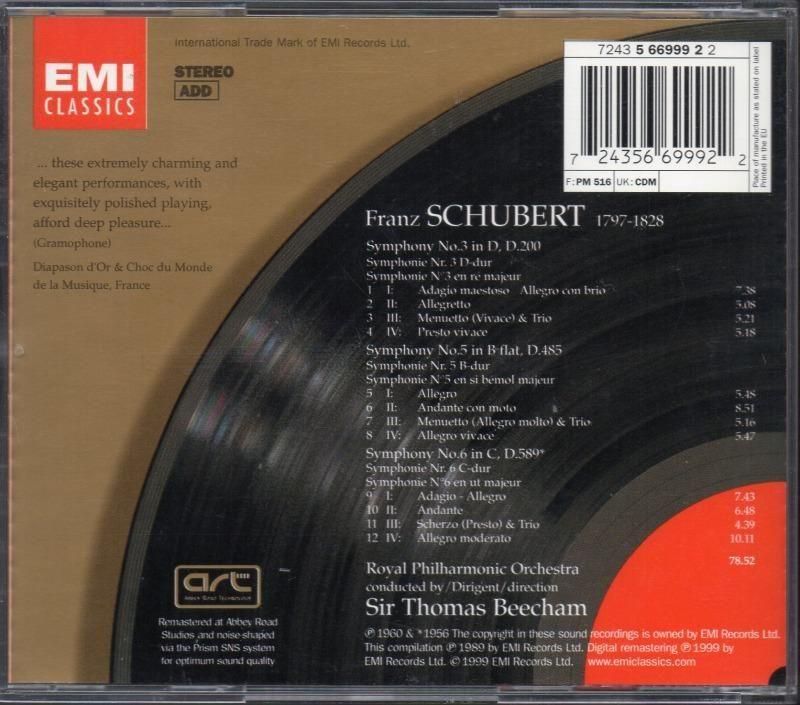 EMI
CLASSICS
International Trade Mark of EMI Records Ltd.
STEREO
ADD
7243 5 66999 2 2
7 24356 69992 2
F: PM 516 UK: CDM
Place of manufacture as stated on label
Printed in the EU
... these extremely charming and
elegant performances, with
exquisitely polished playing,
afford deep pleasure...
(Gramophone)
Diapason d'Or & Choc du Monde
de la Musique, France
Franz SCHUBERT 1797-1828
Symphony No.3 in D, D.200
Symphonie Nr. 3 D-dur
Symphonie N°3 en ré majeur
1 I: Adagio maestoso - Allegro con brio 7.38
2 II: Allegretto 5.08
3 III: Menuetto (Vivace) & Trio 5.21
4 IV: Presto vivace 5.18
Symphony No.5 in B flat, D.485
Symphonie Nr. 5 B-dur
Symphonie N°5 en si bémol majeur
5 I: Allegro 5.48
6 II: Andante con moto 8.51
7 III: Menuetto (Allegro molto) & Trio 5.16
8 IV: Allegro vivace 5.47
Symphony No.6 in C, D.589*
Symphonie Nr. 6 C-dur
Symphonie N°6 en ut majeur
9 I: Adagio - Allegro 7.43
10 II: Andante 6.48
11 III: Scherzo (Presto) & Trio 4.39
12 IV: Allegro moderato 10.11
78.52
Royal Philharmonic Orchestra
conducted by/Dirigent/direction
Sir Thomas Beecham
art
ABBEY ROAD TECHNOLOGY
Remastered at Abbey Road
Studios and noise-shaped
via the Prism SNS system
for optimum sound quality
℗ 1960 & *1956 The copyright in these sound recordings is owned by EMI Records Ltd.
This compilation ℗ 1989 by EMI Records Ltd. Digital remastering ℗ 1999 by
EMI Records Ltd. © 1999 EMI Records Ltd. www.emiclassics.com